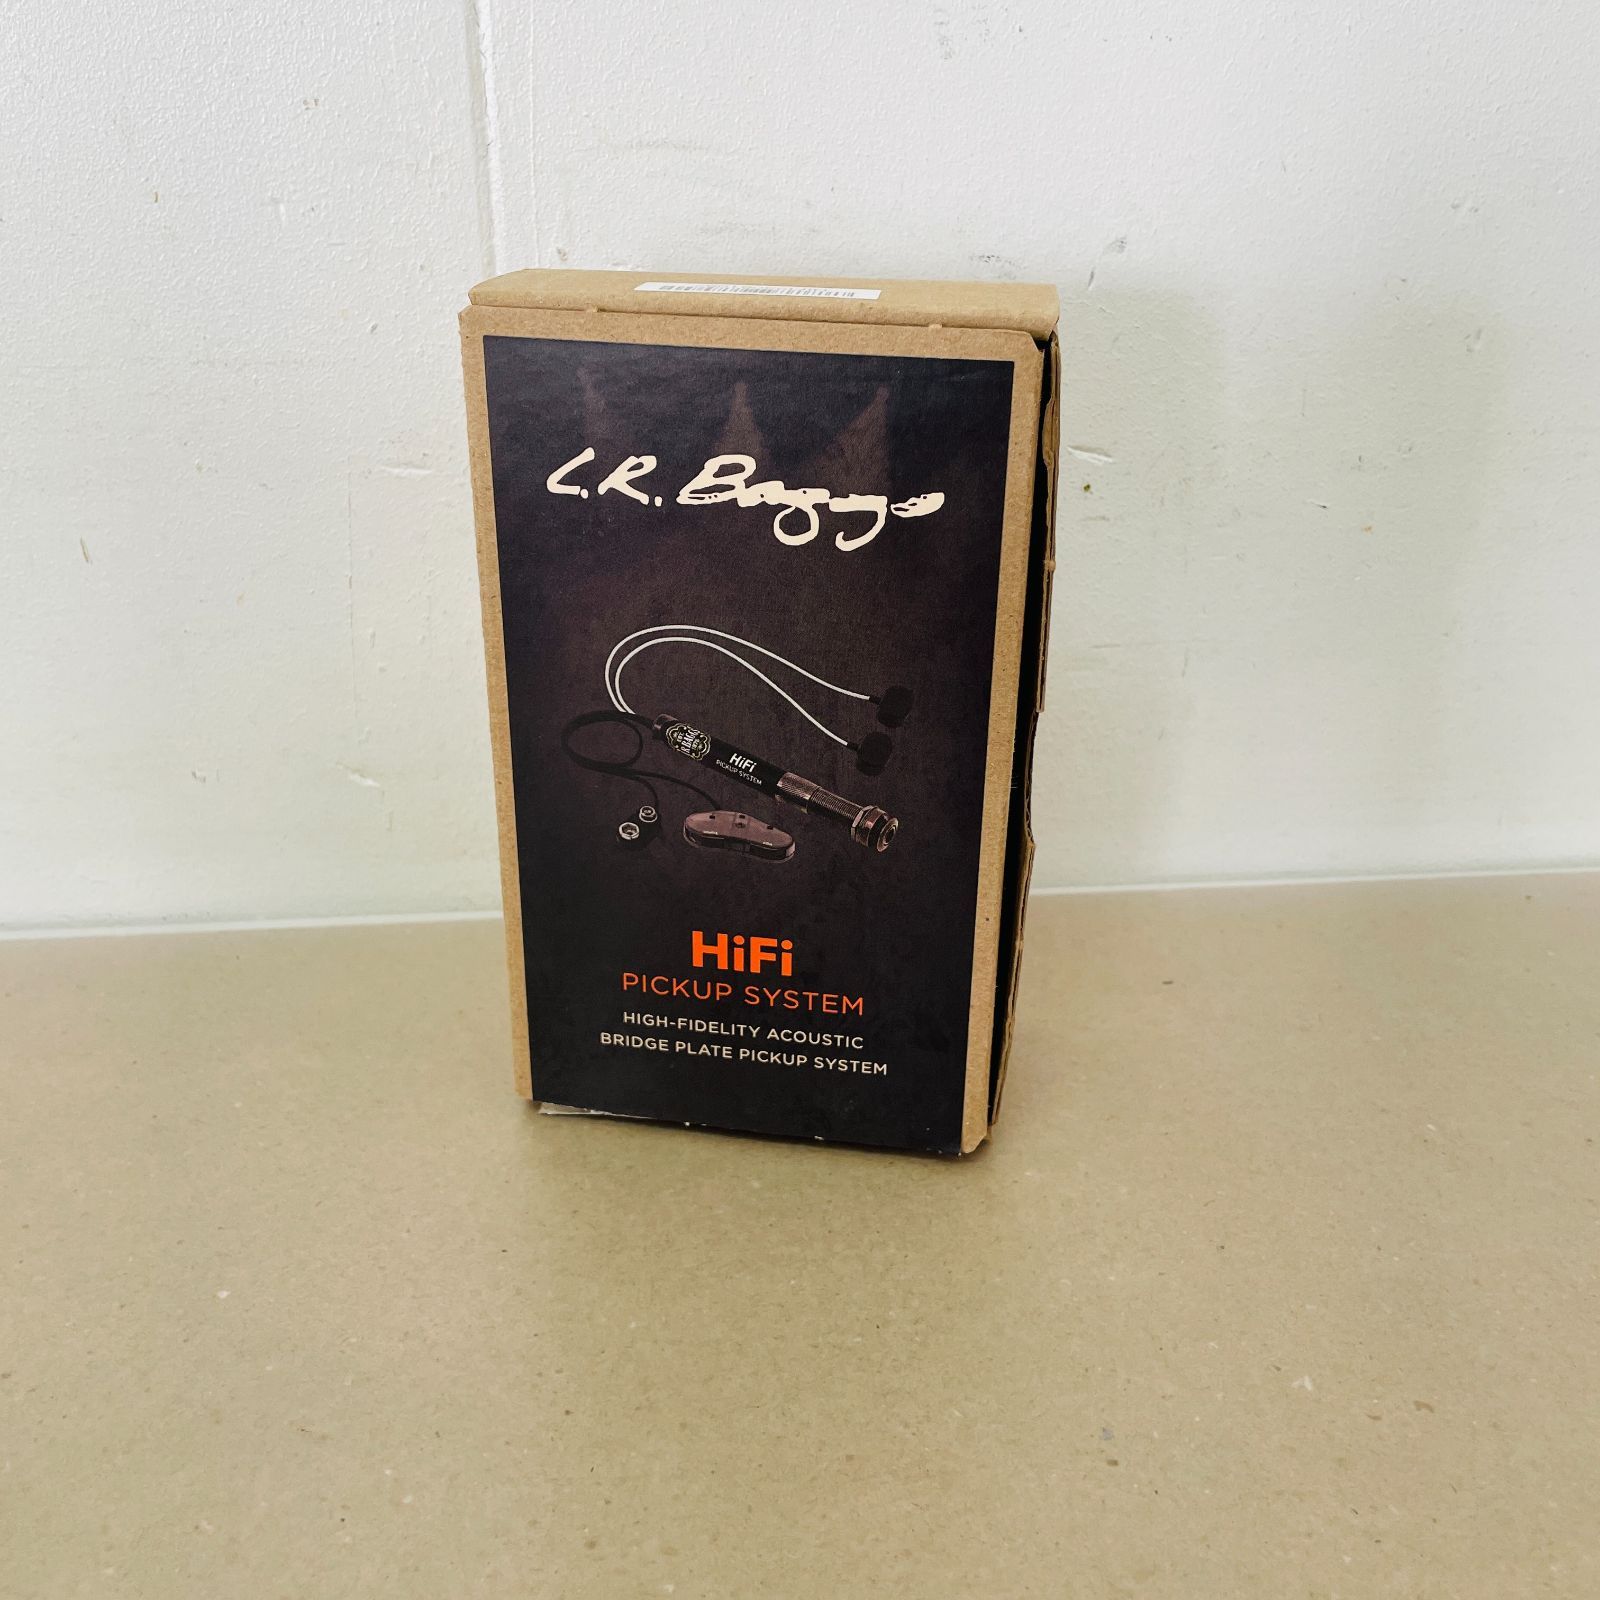 L.R. Baggs
HiFi
PICKUP SYSTEM
HiFi
PICKUP SYSTEM
HIGH-FIDELITY ACOUSTIC
BRIDGE PLATE PICKUP SYSTEM